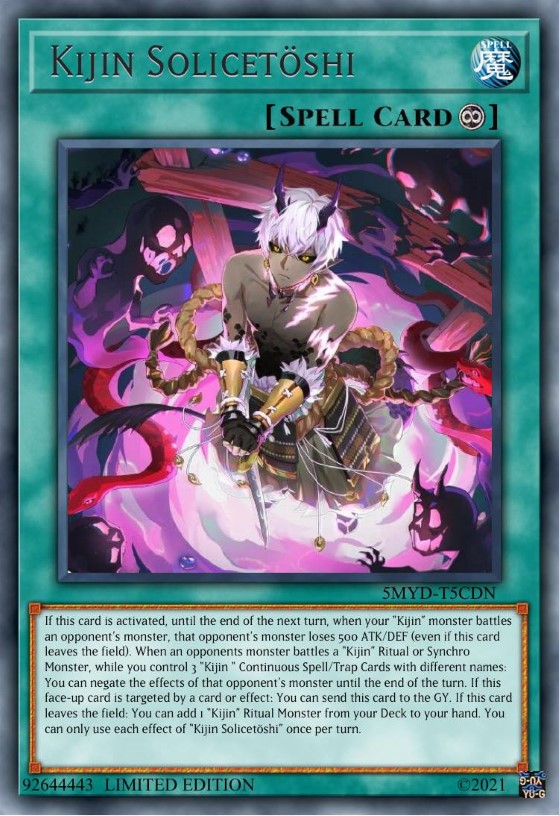 Kijin Solicetöshi
SPELL
魔
[Spell Card]
5MYD-T5CDN
If this card is activated, until the end of the next turn, when your "Kijin" monster battles
an opponent's monster, that opponent's monster loses 500 ATK/DEF (even if this card
leaves the field). When an opponents monster battles a "Kijin" Ritual or Synchro
Monster, while you control 3 "Kijin " Continuous Spell/Trap Cards with different names:
You can negate the effects of that opponent's monster until the end of the turn. If this
face-up card is targeted by a card or effect: You can send this card to the GY. If this card
leaves the field: You can add 1 "Kijin" Ritual Monster from your Deck to your hand. You
can only use each effect of "Kijin Solicetöshi" once per turn.
92644443 LIMITED EDITION ©2021
YU-G